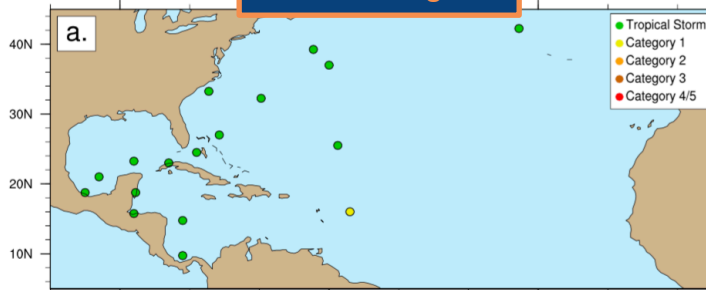 a.
Tropical Storm
Category 1
Category 2
Category 3
Category 4/5
40N
30N
20N
10N